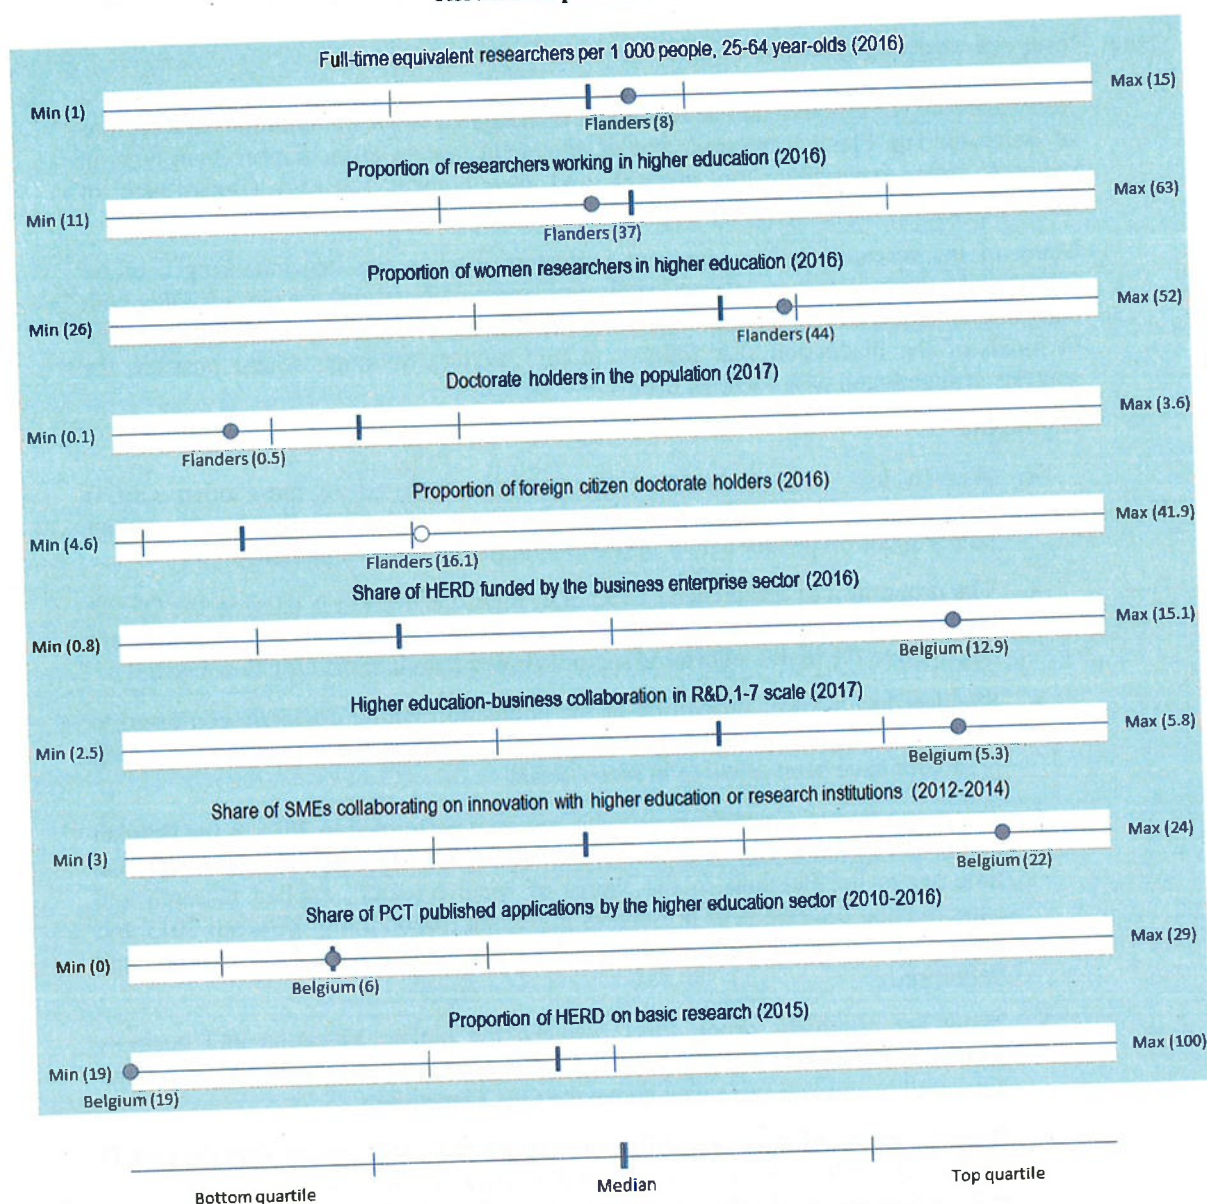 Full-time equivalent researchers per 1 000 people, 25-64 year-olds (2016)
Min (1)
Max (15)
Flanders (8)
Proportion of researchers working in higher education (2016)
Min (11)
Max (63)
Flanders (37)
Proportion of women researchers in higher education (2016)
Min (26)
Max (52)
Flanders (44)
Doctorate holders in the population (2017)
Min (0.1)
Max (3.6)
Flanders (0.5)
Proportion of foreign citizen doctorate holders (2016)
Min (4.6)
Max (41.9)
Flanders (16.1)
Share of HERD funded by the business enterprise sector (2016)
Min (0.8)
Max (15.1)
Belgium (12.9)
Higher education-business collaboration in R&D,1-7 scale (2017)
Min (2.5)
Max (5.8)
Belgium (5.3)
Share of SMEs collaborating on innovation with higher education or research institutions (2012-2014)
Min (3)
Max (24)
Belgium (22)
Share of PCT published applications by the higher education sector (2010-2016)
Min (0)
Max (29)
Belgium (6)
Proportion of HERD on basic research (2015)
Min (19)
Max (100)
Belgium (19)
Bottom quartile
Median
Top quartile